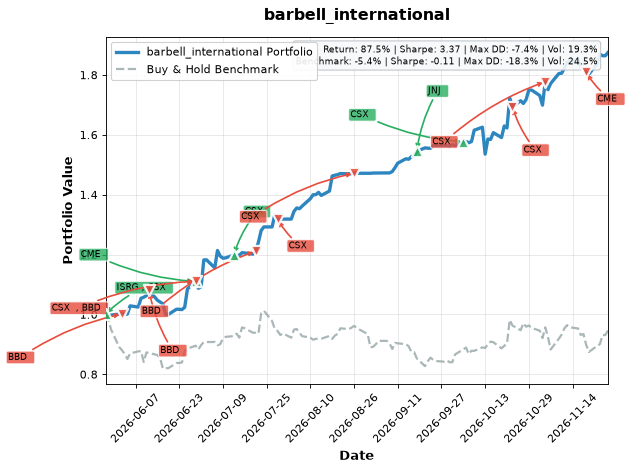 barbell_international
barbell_international Portfolio
Buy & Hold Benchmark
Return: 87.5% | Sharpe: 3.37 | Max DD: -7.4% | Vol: 19.3%
Benchmark: -5.4% | Sharpe: -0.11 | Max DD: -18.3% | Vol: 24.5%
Portfolio Value
1.8
1.6
1.4
1.0
0.8
JNJ
CSX
CME
CSX
CSX
CSX
CSX
CME
ISRG, CSX
CSX , BBD
BBD
BBD
BBD
2026-06-07
2026-06-23
2026-07-09
2026-07-25
2026-08-10
2026-08-26
2026-09-11
2026-09-27
2026-10-13
2026-10-29
2026-11-14
Date